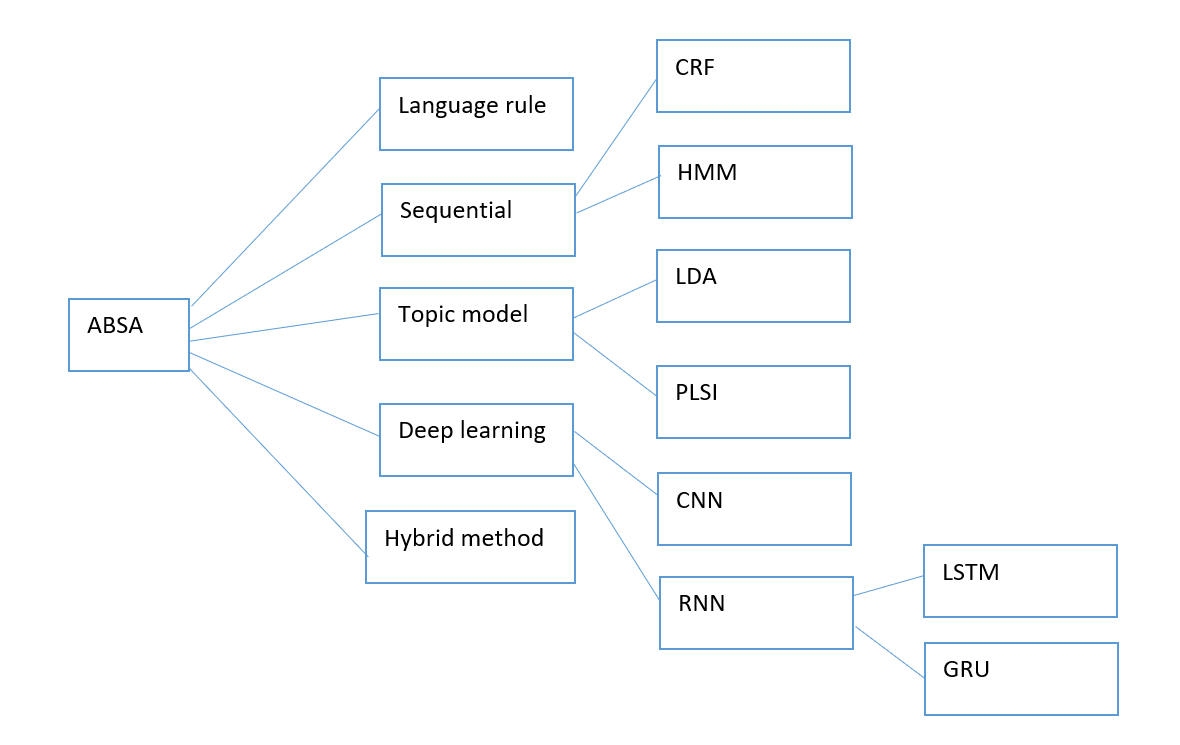 ABSA
Language rule
Sequential
Topic model
Deep learning
Hybrid method
CRF
HMM
LDA
PLSI
CNN
RNN
LSTM
GRU